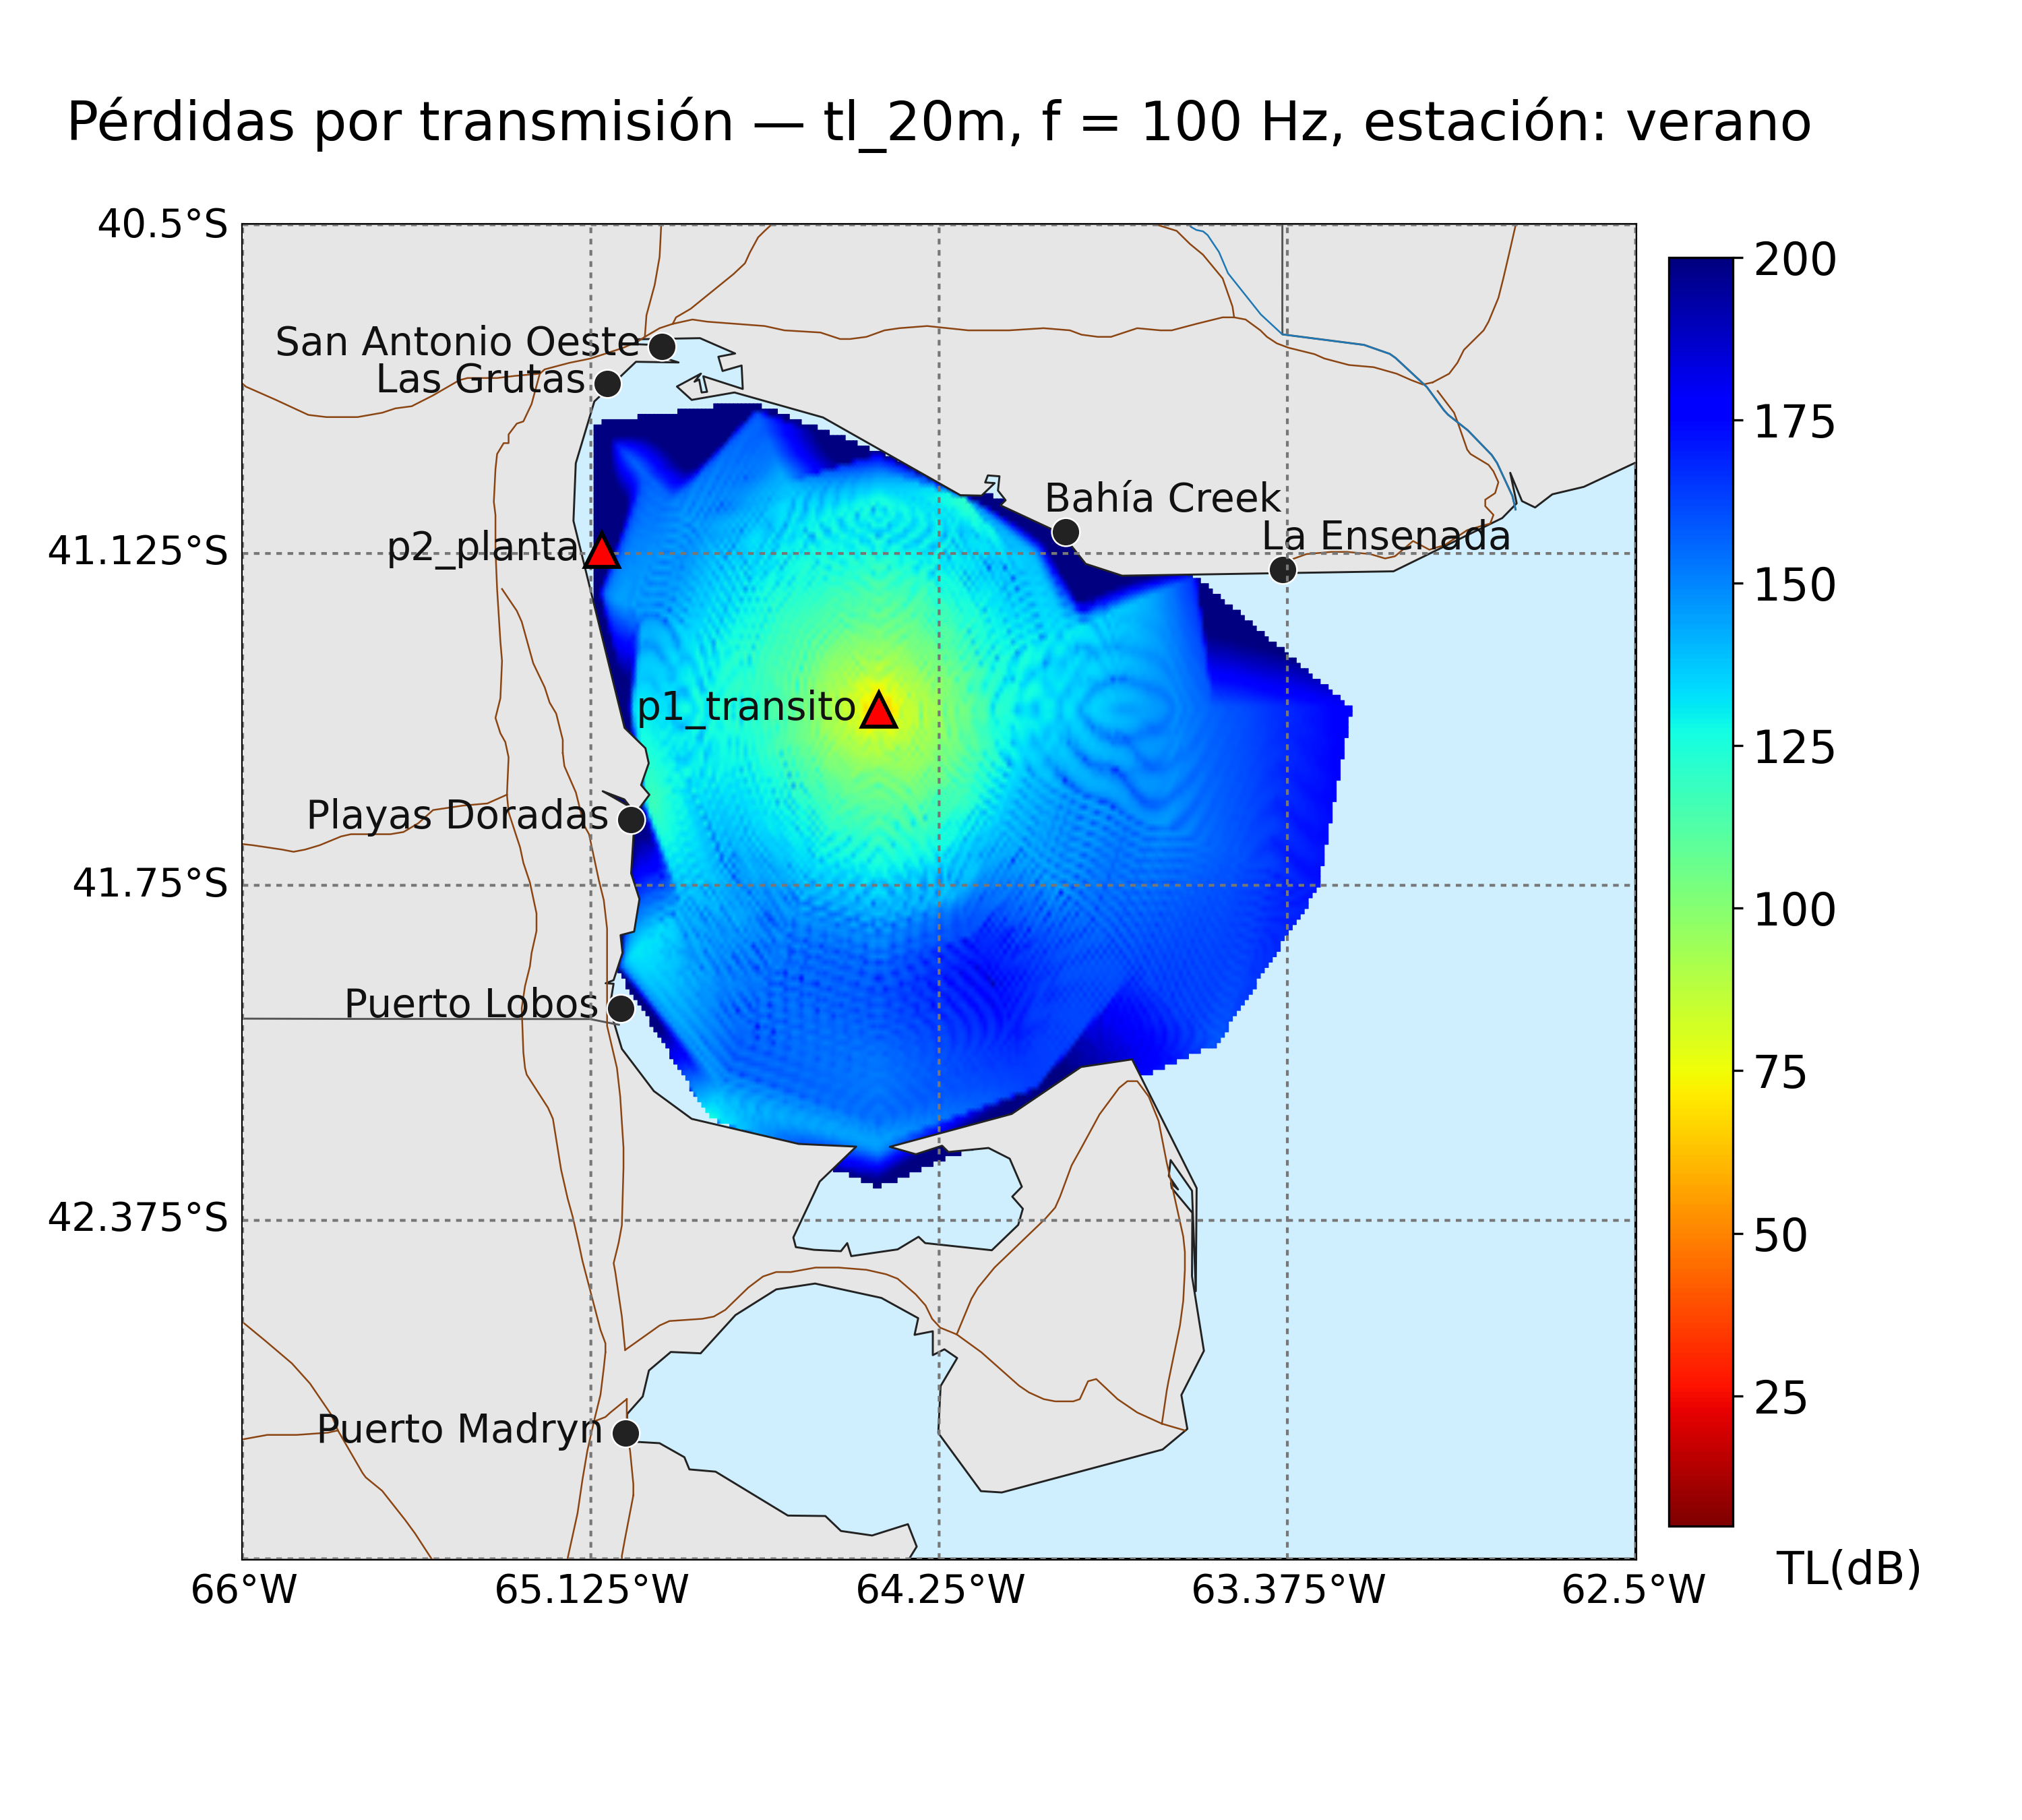 Pérdidas por transmisión — tl_20m, f = 100 Hz, estación: verano
40.5°S
200
San Antonio Oeste
Las Grutas
175
Bahía Creek
La Ensenada
p2_planta
41.125°S
150
p1_transito
125
Playas Doradas
41.75°S
100
Puerto Lobos
75
42.375°S
50
25
Puerto Madryn
TL(dB)
66°W
65.125°W
64.25°W
63.375°W
62.5°W